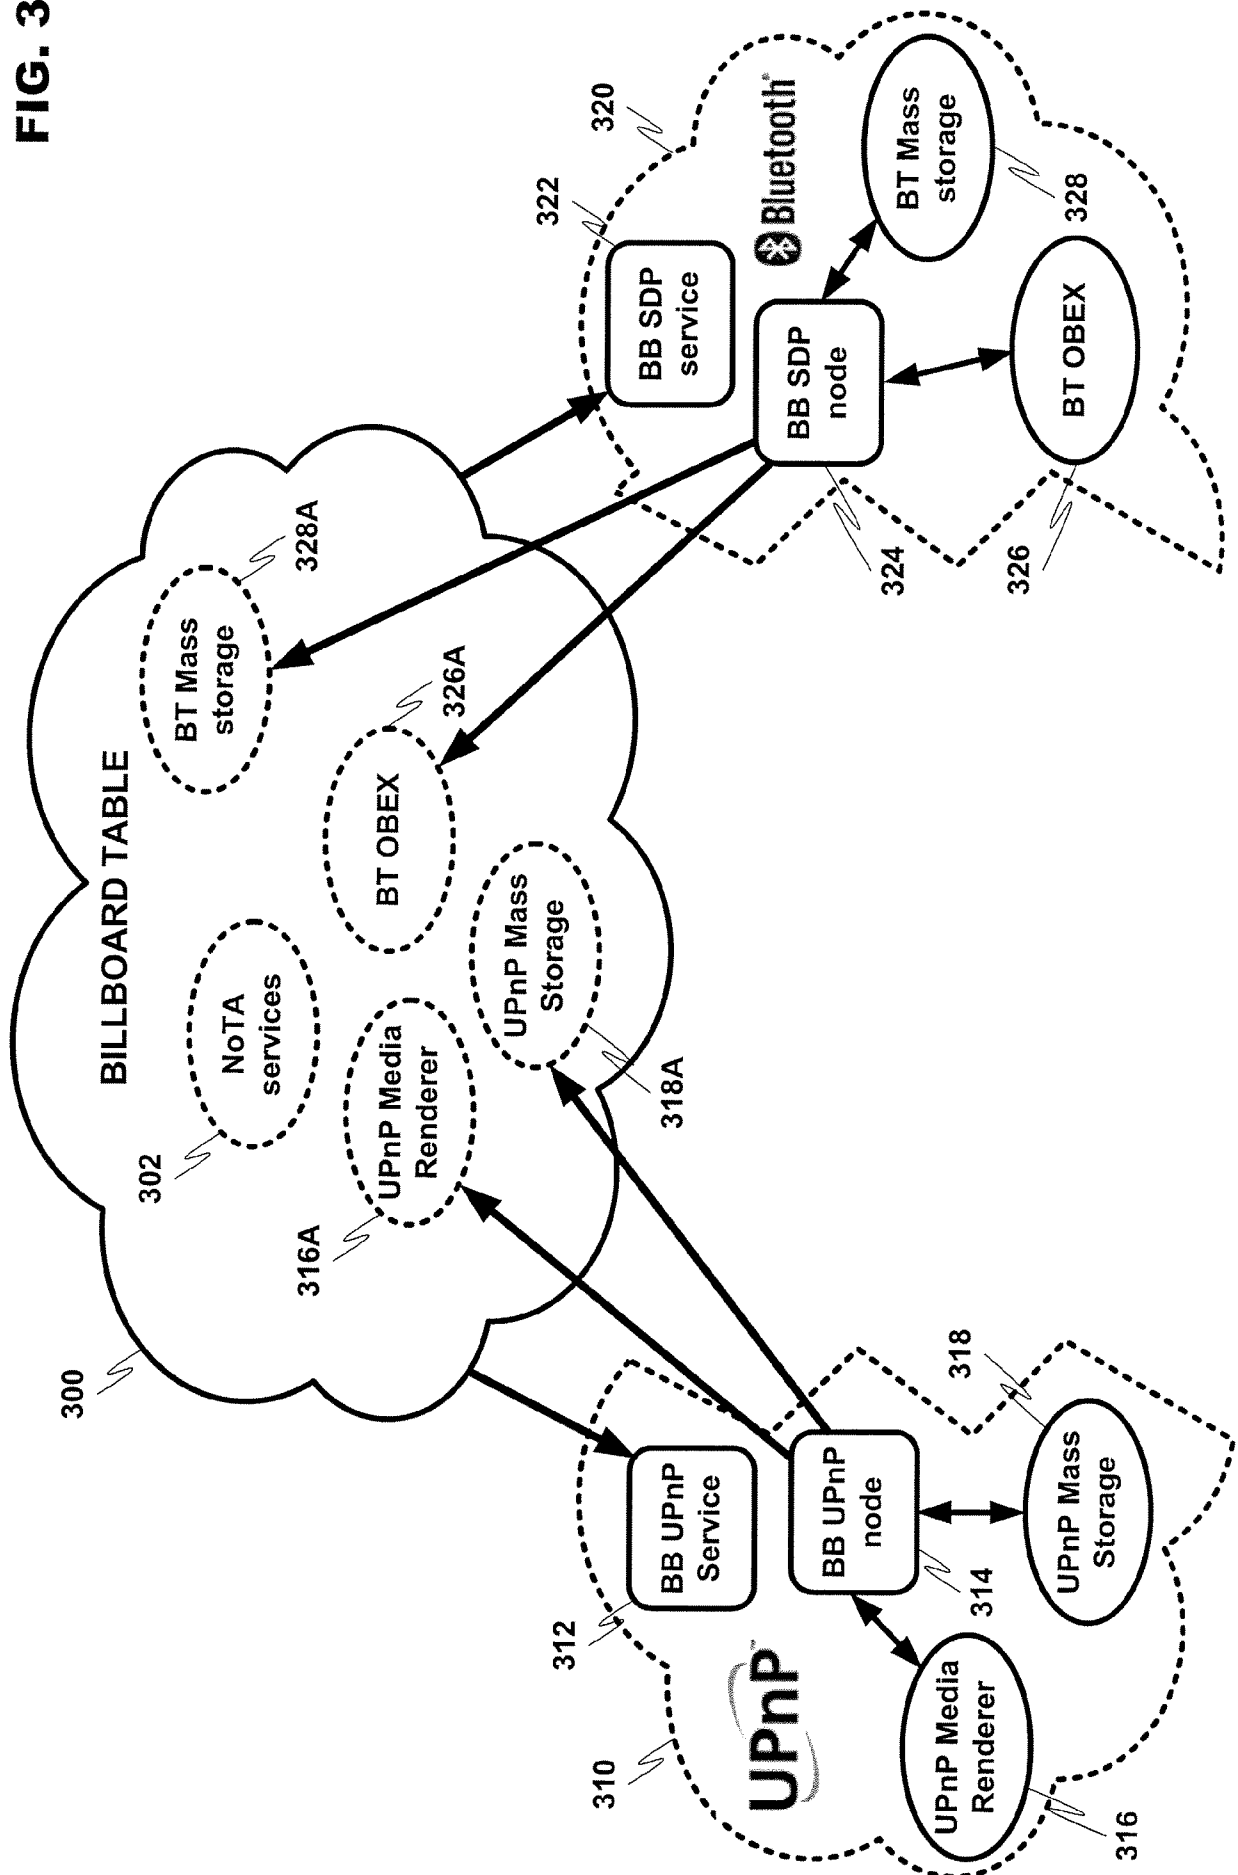 FIG. 3
BILLBOARD TABLE
300
302
NoTA
services
BT Mass
storage
328A
BT OBEX
326A
316A
UPnP Media
Renderer
UPnP Mass
Storage
318A
310
UPnP™
312
BB UPnP
Service
BB UPnP
node
314
UPnP Media
Renderer
316
UPnP Mass
Storage
318
320
322
BB SDP
service
Bluetooth®
BB SDP
node
324
BT Mass
storage
328
BT OBEX
326